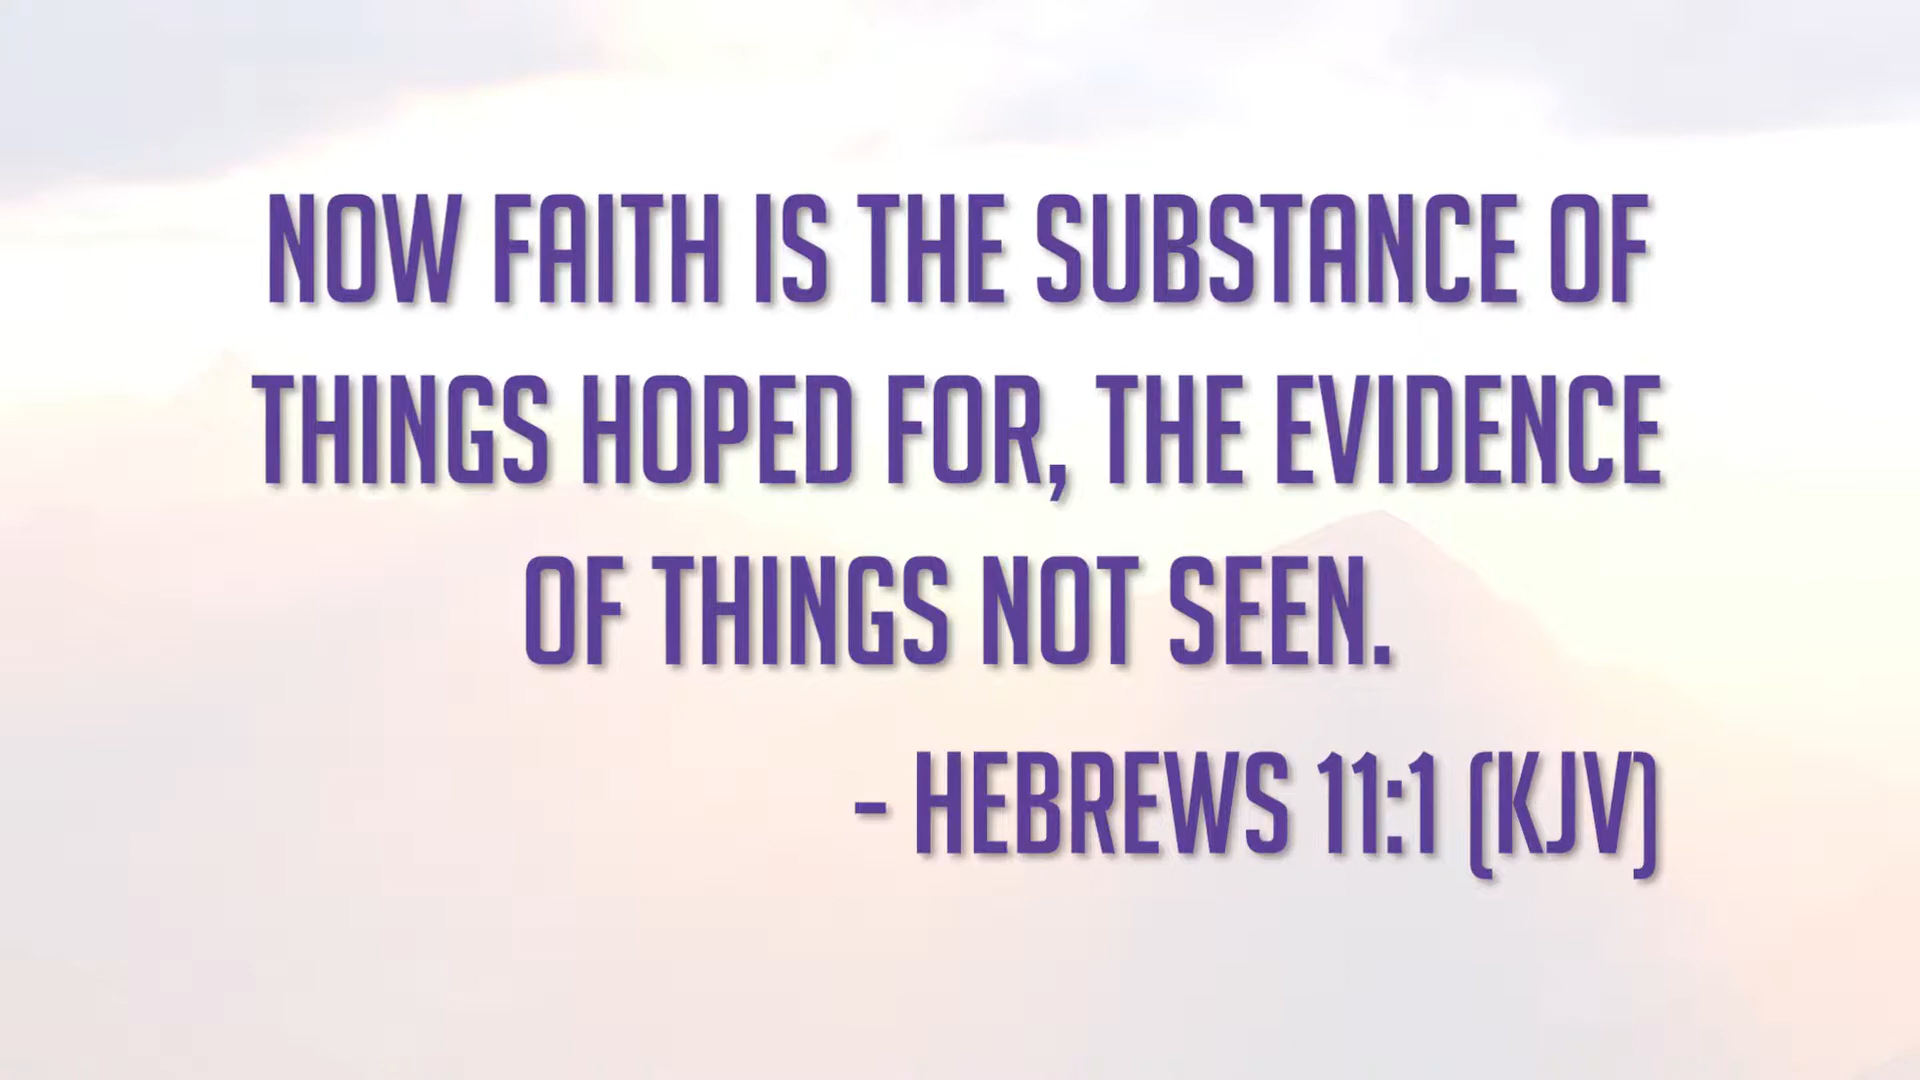 NOW FAITH IS THE SUBSTANCE OF
THINGS HOPED FOR, THE EVIDENCE
OF THINGS NOT SEEN.
- HEBREWS 11:1 (KJV)